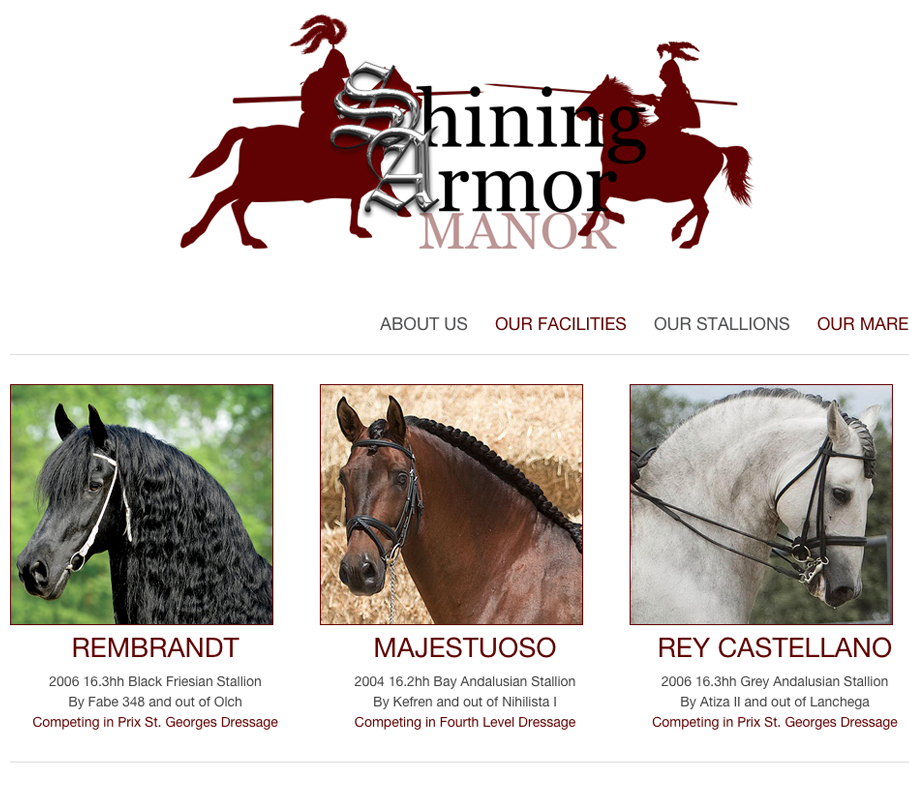 Shining
Armor
MANOR
ABOUT US OUR FACILITIES OUR STALLIONS OUR MARE
REMBRANDT
2006 16.3hh Black Friesian Stallion
By Fabe 348 and out of Olch
Competing in Prix St. Georges Dressage
MAJESTUOSO
2004 16.2hh Bay Andalusian Stallion
By Kefren and out of Nihilista I
Competing in Fourth Level Dressage
REY CASTELLANO
2006 16.3hh Grey Andalusian Stallion
By Atiza II and out of Lanchega
Competing in Prix St. Georges Dressage